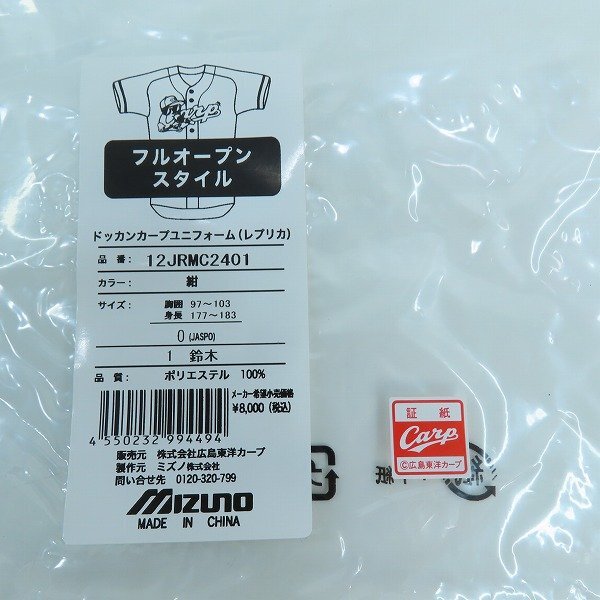 Carp
フルオープン
スタイル
ドッカンカープユニフォーム(レプリカ)
品番: 12JRMC2401
カラー: 紺
サイズ: 胸囲 97～103
身長 177～183
O (JASPO)
1 鈴木
品質: ポリエステル 100%
メーカー希望小売価格
¥8,000(税込)
4550232994494
販売元 株式会社広島東洋カープ
製作元 ミズノ株式会社
問い合せ先 0120-320-799
MIZUNO
MADE IN CHINA
証紙
Carp
©広島東洋カープ